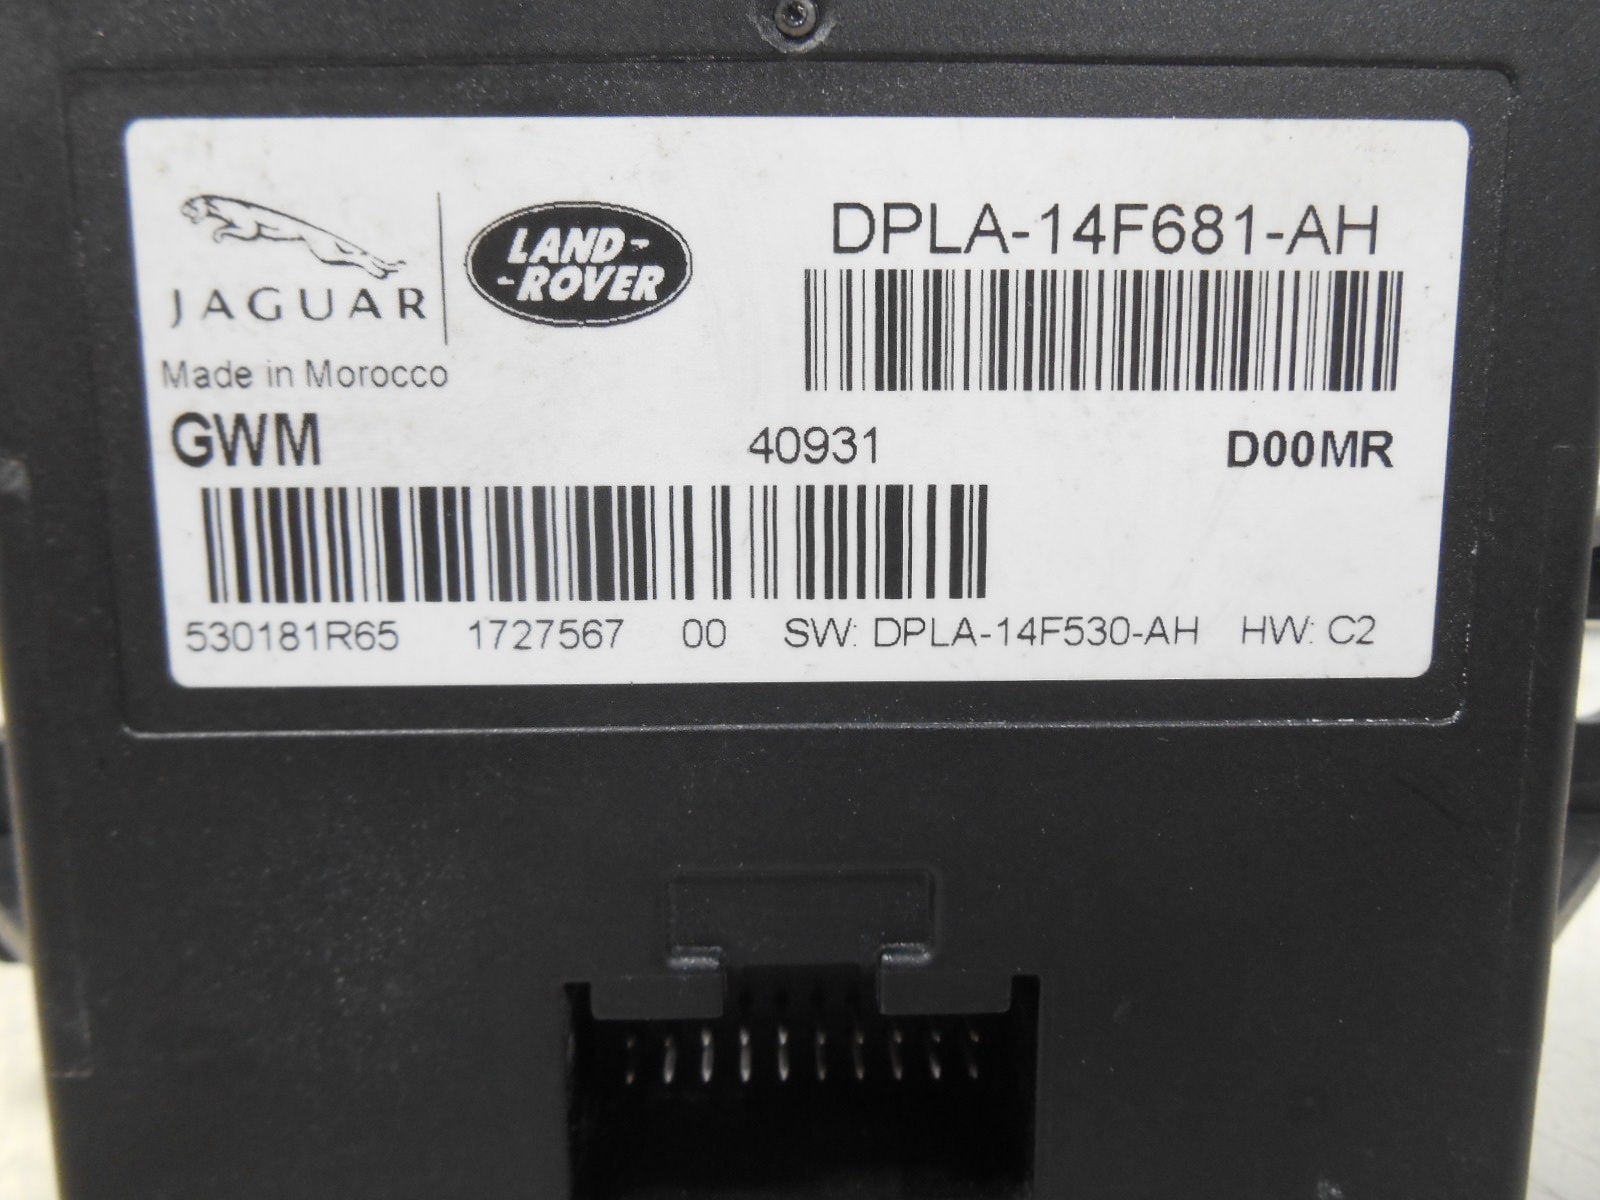 JAGUAR
LAND-
-ROVER
DPLA-14F681-AH
Made in Morocco
GWM 40931 D00MR
530181R65 1727567 00 SW: DPLA-14F530-AH HW: C2